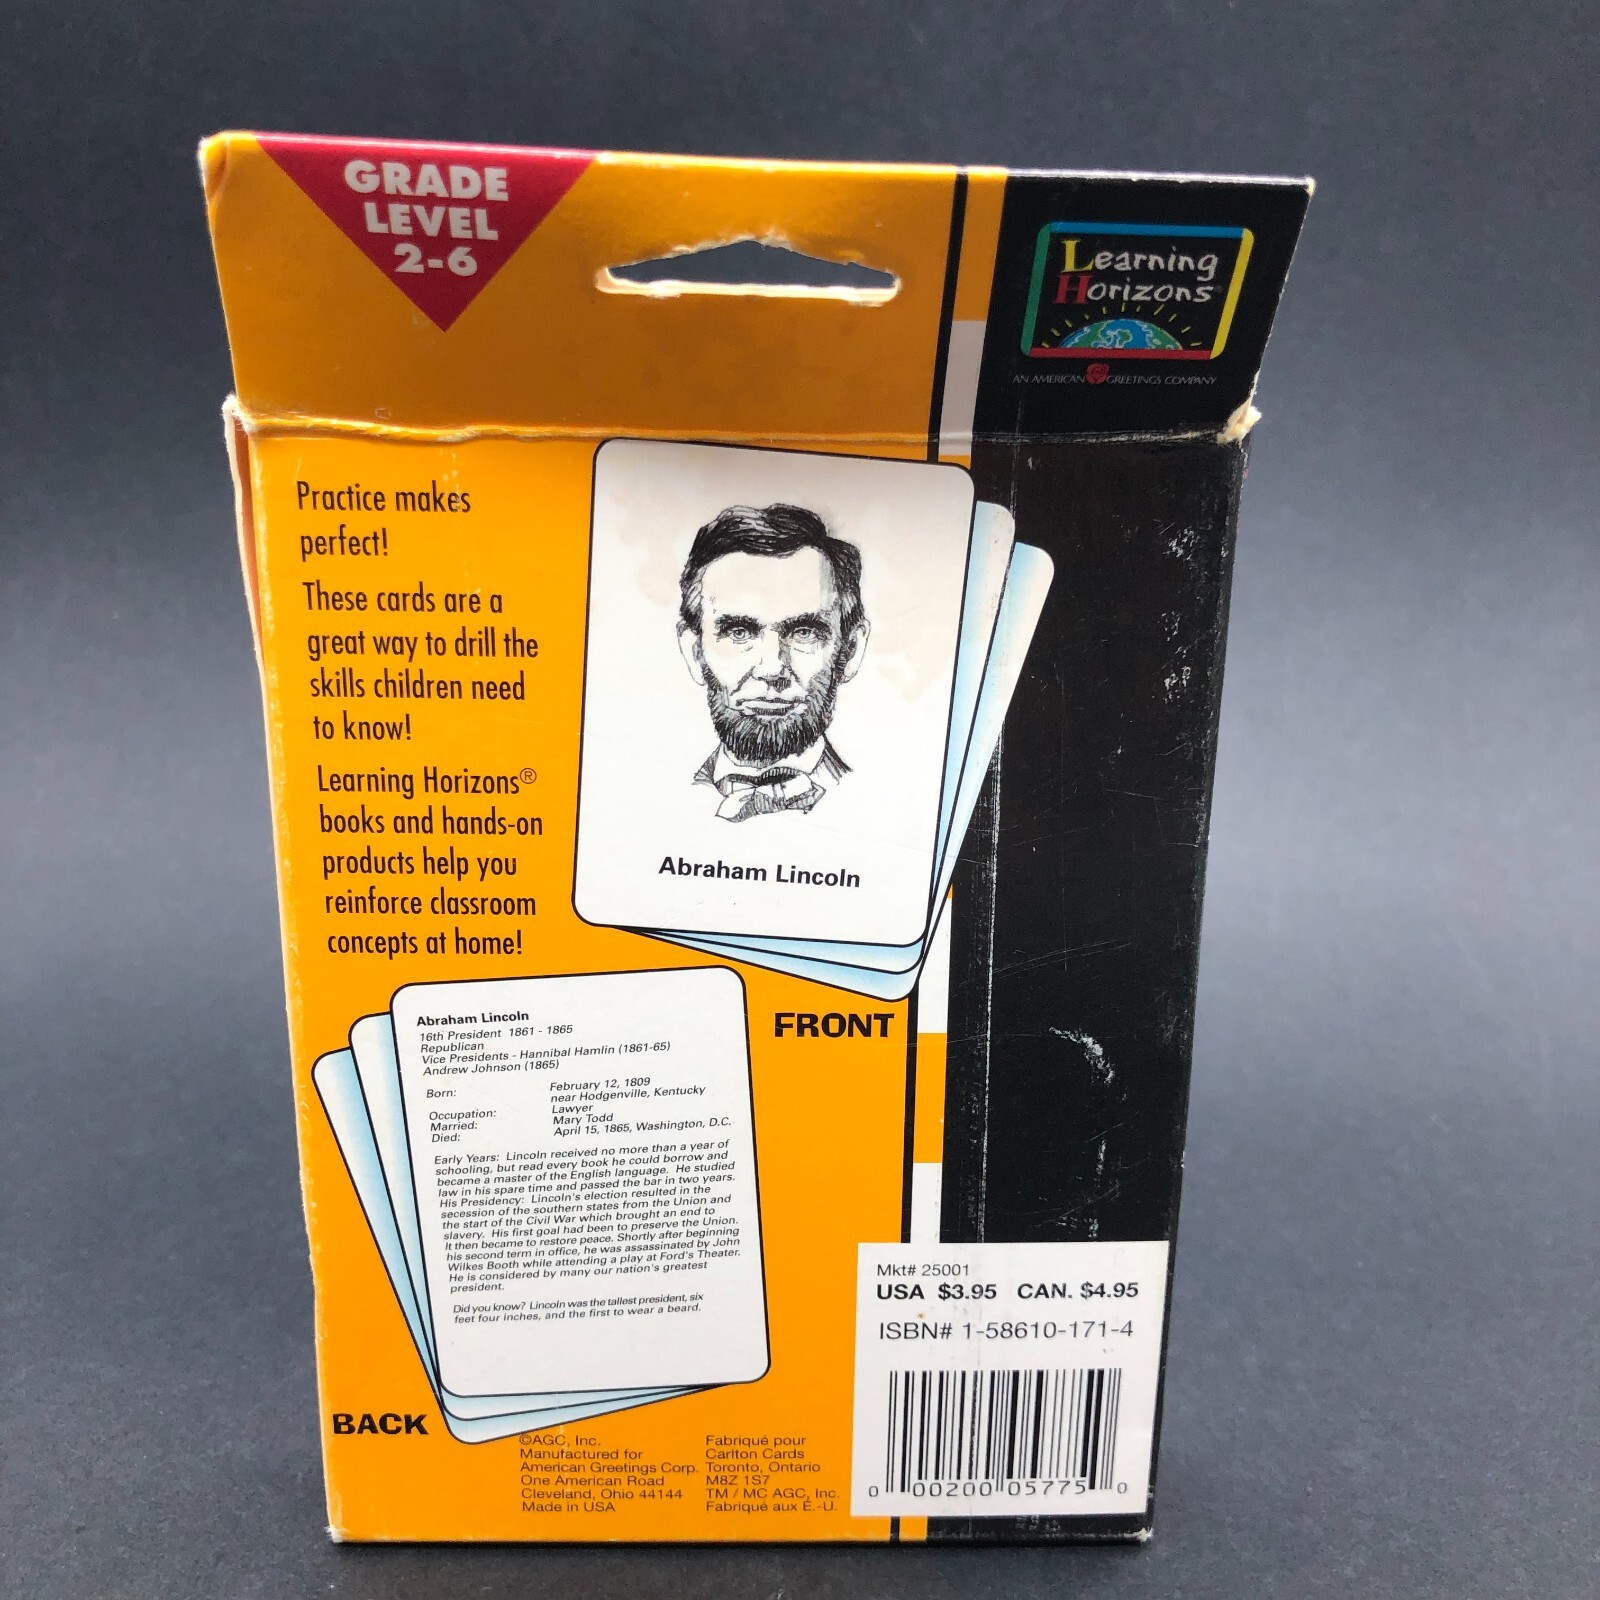 GRADE
LEVEL
2-6
Learning
Horizons®
AN AMERICAN GREETINGS COMPANY
Practice makes
perfect!
These cards are a
great way to drill the
skills children need
to know!
Learning Horizons®
books and hands-on
products help you
reinforce classroom
concepts at home!
Abraham Lincoln
FRONT
Abraham Lincoln
16th President 1861 - 1865
Republican
Vice Presidents - Hannibal Hamlin (1861-65)
Andrew Johnson (1865)
Born: February 12, 1809
near Hodgenville, Kentucky
Occupation: Lawyer
Married: Mary Todd
Died: April 15, 1865, Washington, D.C.
Early Years: Lincoln received no more than a year of
schooling, but read every book he could borrow and
became a master of the English language. He studied
law in his spare time and passed the bar in two years.
His Presidency: Lincoln's election resulted in the
secession of the southern states from the Union and
the start of the Civil War which brought an end to
slavery. His first goal had been to preserve the Union.
It then became to restore peace. Shortly after beginning
his second term in office, he was assassinated by John
Wilkes Booth while attending a play at Ford's Theater.
He is considered by many our nation's greatest
president.
Did you know? Lincoln was the tallest president, six
feet four inches, and the first to wear a beard.
BACK
©AGC, Inc.
Manufactured for
American Greetings Corp.
One American Road
Cleveland, Ohio 44144
Made in USA
Fabriqué pour
Carlton Cards
Toronto, Ontario
M8Z 1S7
TM / MC AGC, Inc.
Fabriqué aux É.-U.
Mkt# 25001
USA $3.95 CAN. $4.95
ISBN# 1-58610-171-4
0 00200 05775 0